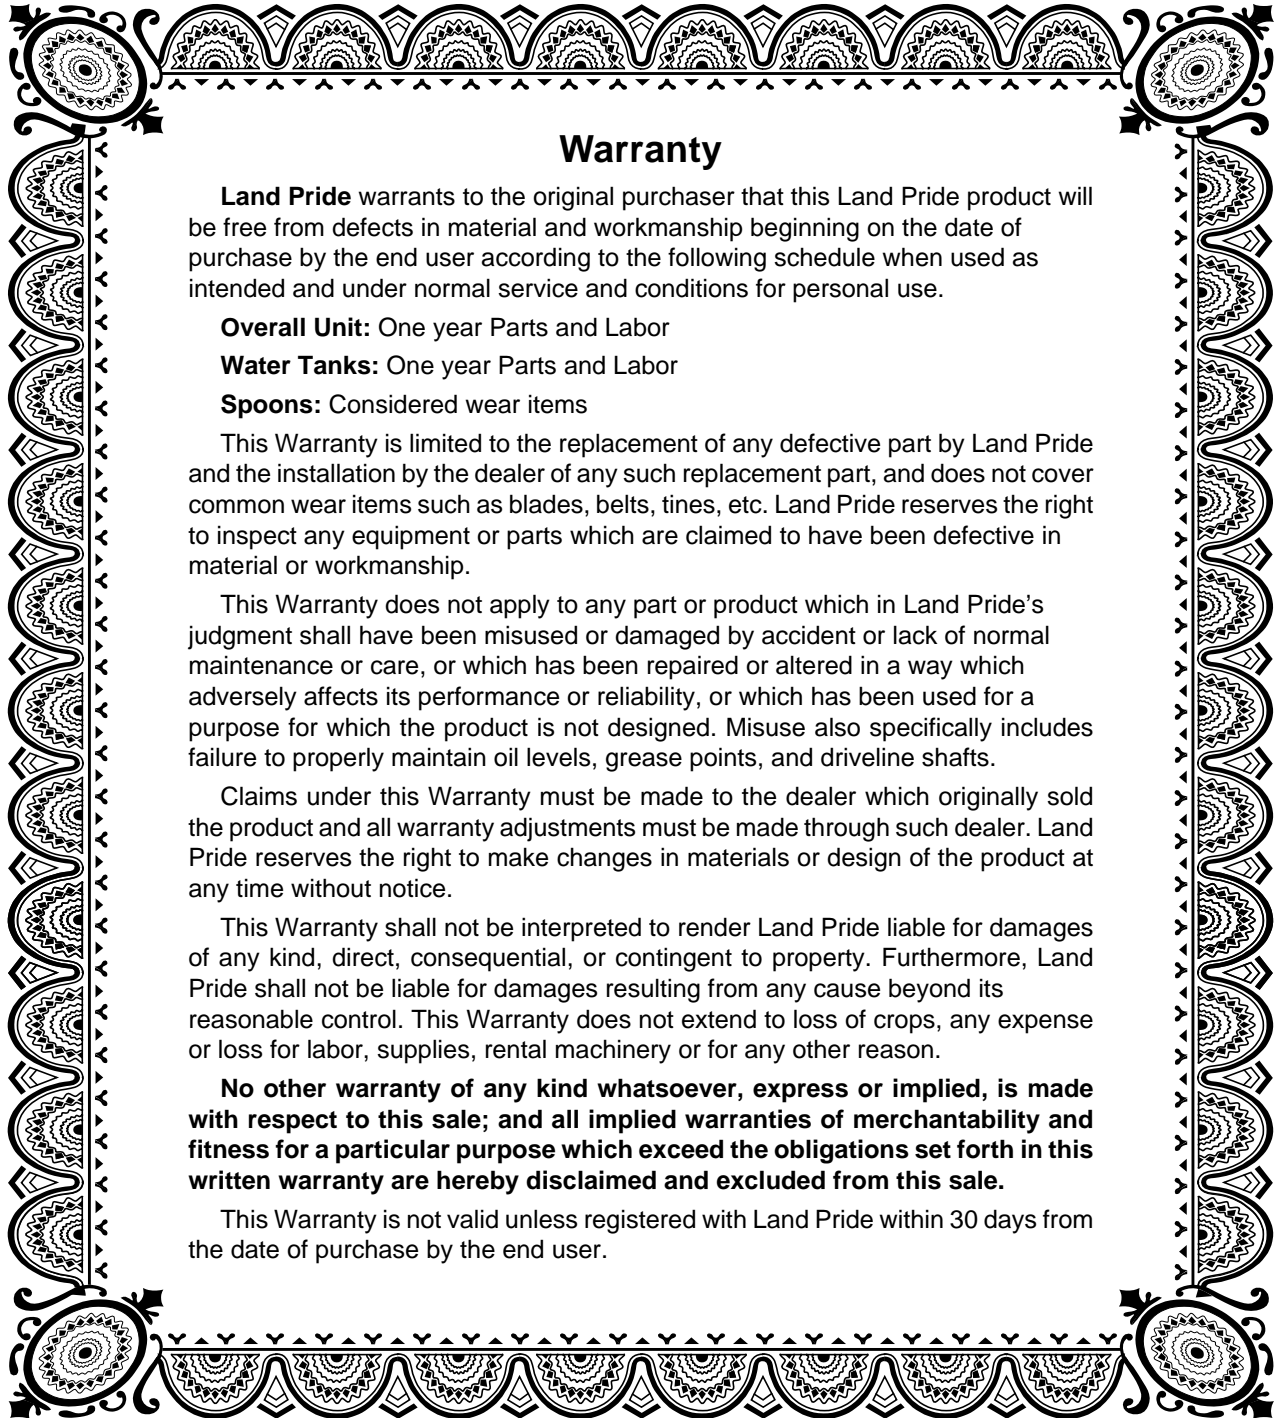 Warranty
Land Pride warrants to the original purchaser that this Land Pride product will
be free from defects in material and workmanship beginning on the date of
purchase by the end user according to the following schedule when used as
intended and under normal service and conditions for personal use.
Overall Unit: One year Parts and Labor
Water Tanks: One year Parts and Labor
Spoons: Considered wear items
This Warranty is limited to the replacement of any defective part by Land Pride
and the installation by the dealer of any such replacement part, and does not cover
common wear items such as blades, belts, tines, etc. Land Pride reserves the right
to inspect any equipment or parts which are claimed to have been defective in
material or workmanship.
This Warranty does not apply to any part or product which in Land Pride’s
judgment shall have been misused or damaged by accident or lack of normal
maintenance or care, or which has been repaired or altered in a way which
adversely affects its performance or reliability, or which has been used for a
purpose for which the product is not designed. Misuse also specifically includes
failure to properly maintain oil levels, grease points, and driveline shafts.
Claims under this Warranty must be made to the dealer which originally sold
the product and all warranty adjustments must be made through such dealer. Land
Pride reserves the right to make changes in materials or design of the product at
any time without notice.
This Warranty shall not be interpreted to render Land Pride liable for damages
of any kind, direct, consequential, or contingent to property. Furthermore, Land
Pride shall not be liable for damages resulting from any cause beyond its
reasonable control. This Warranty does not extend to loss of crops, any expense
or loss for labor, supplies, rental machinery or for any other reason.
No other warranty of any kind whatsoever, express or implied, is made
with respect to this sale; and all implied warranties of merchantability and
fitness for a particular purpose which exceed the obligations set forth in this
written warranty are hereby disclaimed and excluded from this sale.
This Warranty is not valid unless registered with Land Pride within 30 days from
the date of purchase by the end user.